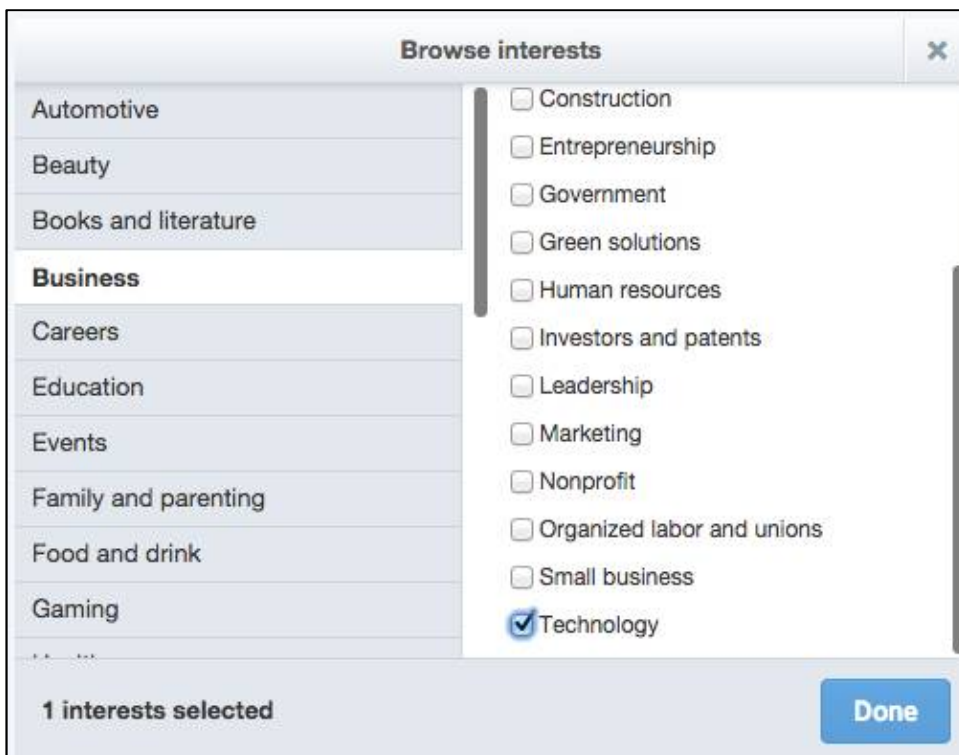 Browse interests
Automotive
Beauty
Books and literature
Business
Careers
Education
Events
Family and parenting
Food and drink
Gaming
Construction
Entrepreneurship
Government
Green solutions
Human resources
Investors and patents
Leadership
Marketing
Nonprofit
Organized labor and unions
Small business
Technology
1 interests selected
Done